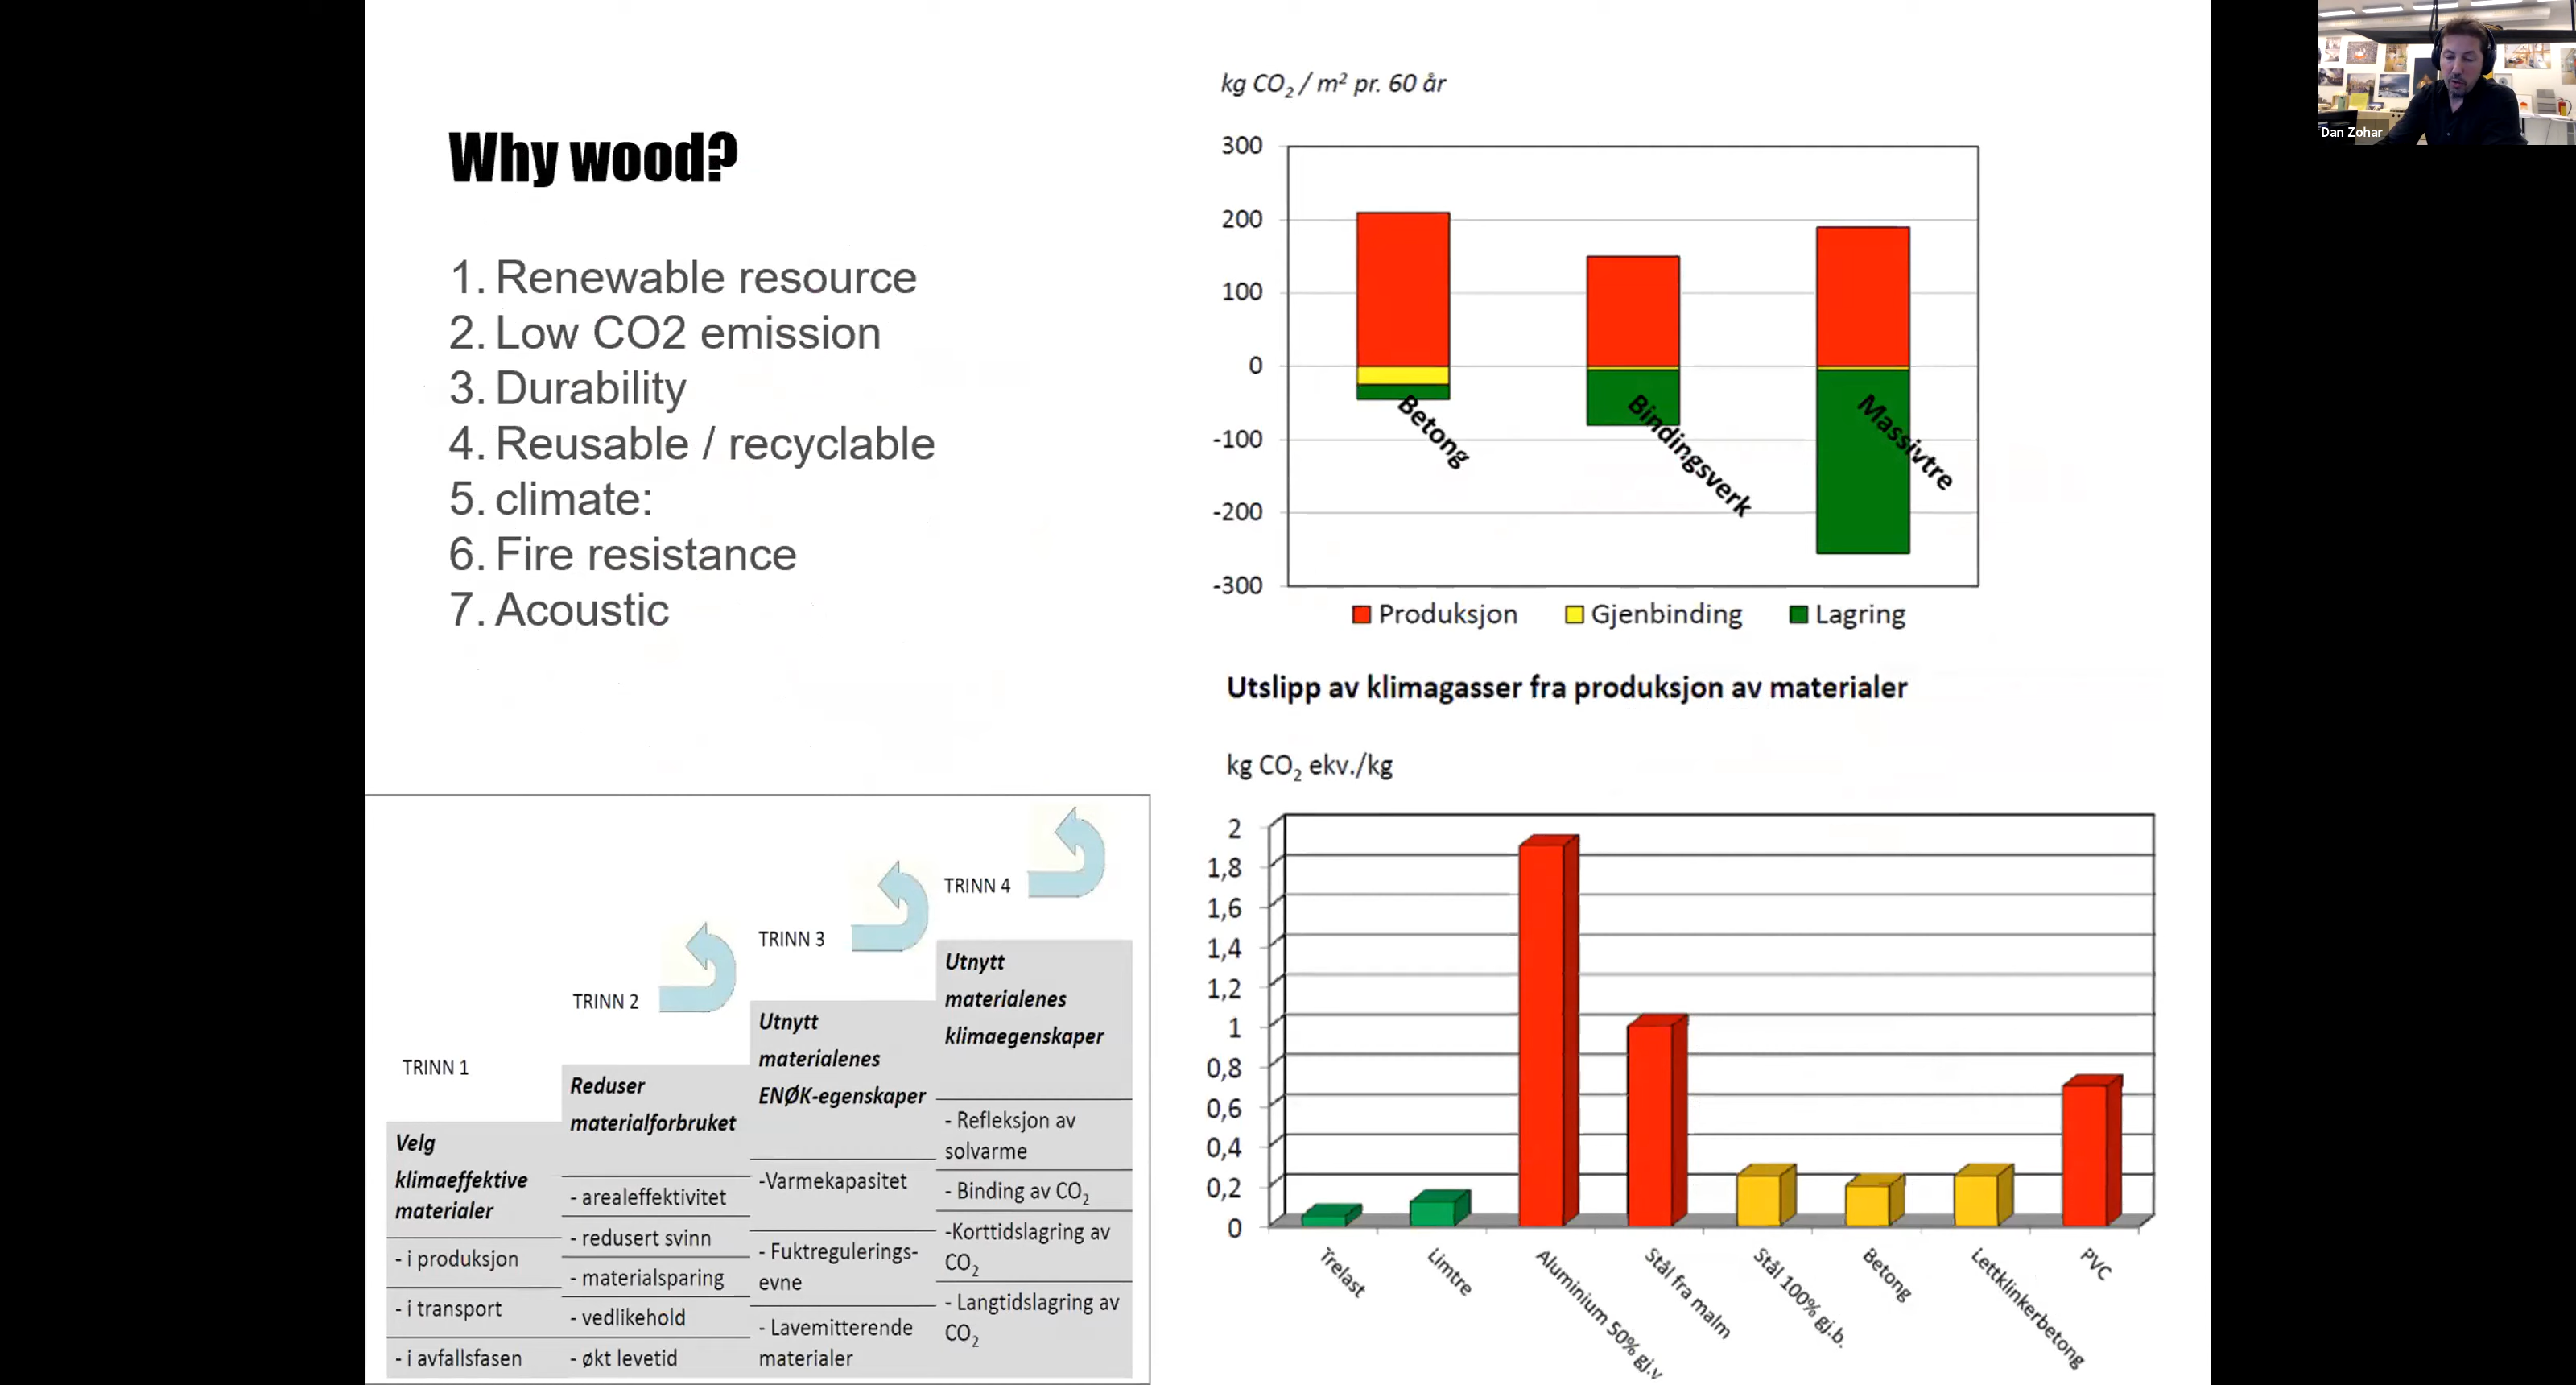 Why wood?
1. Renewable resource
2. Low CO2 emission
3. Durability
4. Reusable / recyclable
5. climate:
6. Fire resistance
7. Acoustic
kg CO₂ / m² pr. 60 år
300
200
100
0
-100
-200
-300
Betong
Bindingsverk
Massivtre
Produksjon
Gjenbinding
Lagring
Utslipp av klimagasser fra produksjon av materialer
kg CO₂ ekv./kg
2
1,8
1,6
1,4
1,2
1
0,8
0,6
0,4
0,2
0
Trelast
Limtre
Aluminium 50% gj.v
Stål fra malm
Stål 100% gj.b.
Betong
Lettklinkerbetong
PVC
TRINN 1
Velg
klimaeffektive
materialer
- i produksjon
- i transport
- i avfallsfasen
TRINN 2
Reduser
materialforbruket
- arealeffektivitet
- redusert svinn
- materialsparing
- vedlikehold
- økt levetid
TRINN 3
Utnytt
materialenes
ENØK-egenskaper
-Varmekapasitet
- Fuktregulerings-
evne
- Lavemitterende
materialer
TRINN 4
Utnytt
materialenes
klimaegenskaper
- Refleksjon av
solvarme
- Binding av CO₂
-Korttidslagring av
CO₂
- Langtidslagring av
CO₂
Dan Zohar